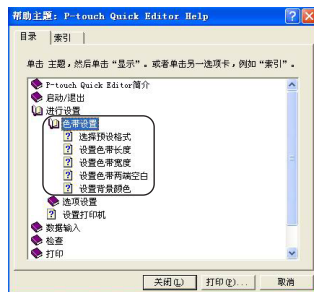 帮助主题: P-touch Quick Editor Help
目录 索引
单击 主题，然后单击“显示”。或者单击另一选项卡，例如“索引”。
P-touch Quick Editor簡介
启动/退出
进行设置
色带设置
选择预设格式
设置色带长度
设置色带宽度
设置色带两端空白
设置背景颜色
选项设置
设置打印机
数据输入
检查
打印
关闭(L) 打印(P)... 取消